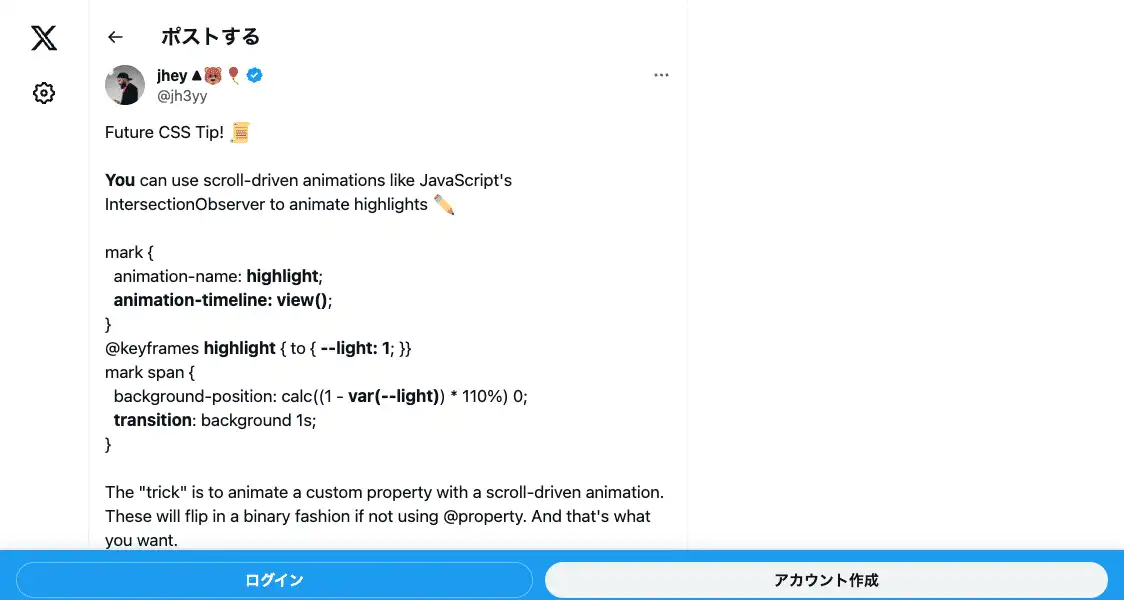 ポストする
jhey ▲🐻🎈
@jh3yy
Future CSS Tip! 📜
You can use scroll-driven animations like JavaScript's
IntersectionObserver to animate highlights ✏️
mark {
  animation-name: highlight;
  animation-timeline: view();
}
@keyframes highlight { to { --light: 1; }}
mark span {
  background-position: calc((1 - var(--light)) * 110%) 0;
  transition: background 1s;
}
The "trick" is to animate a custom property with a scroll-driven animation.
These will flip in a binary fashion if not using @property. And that's what
you want.
ログイン
アカウント作成